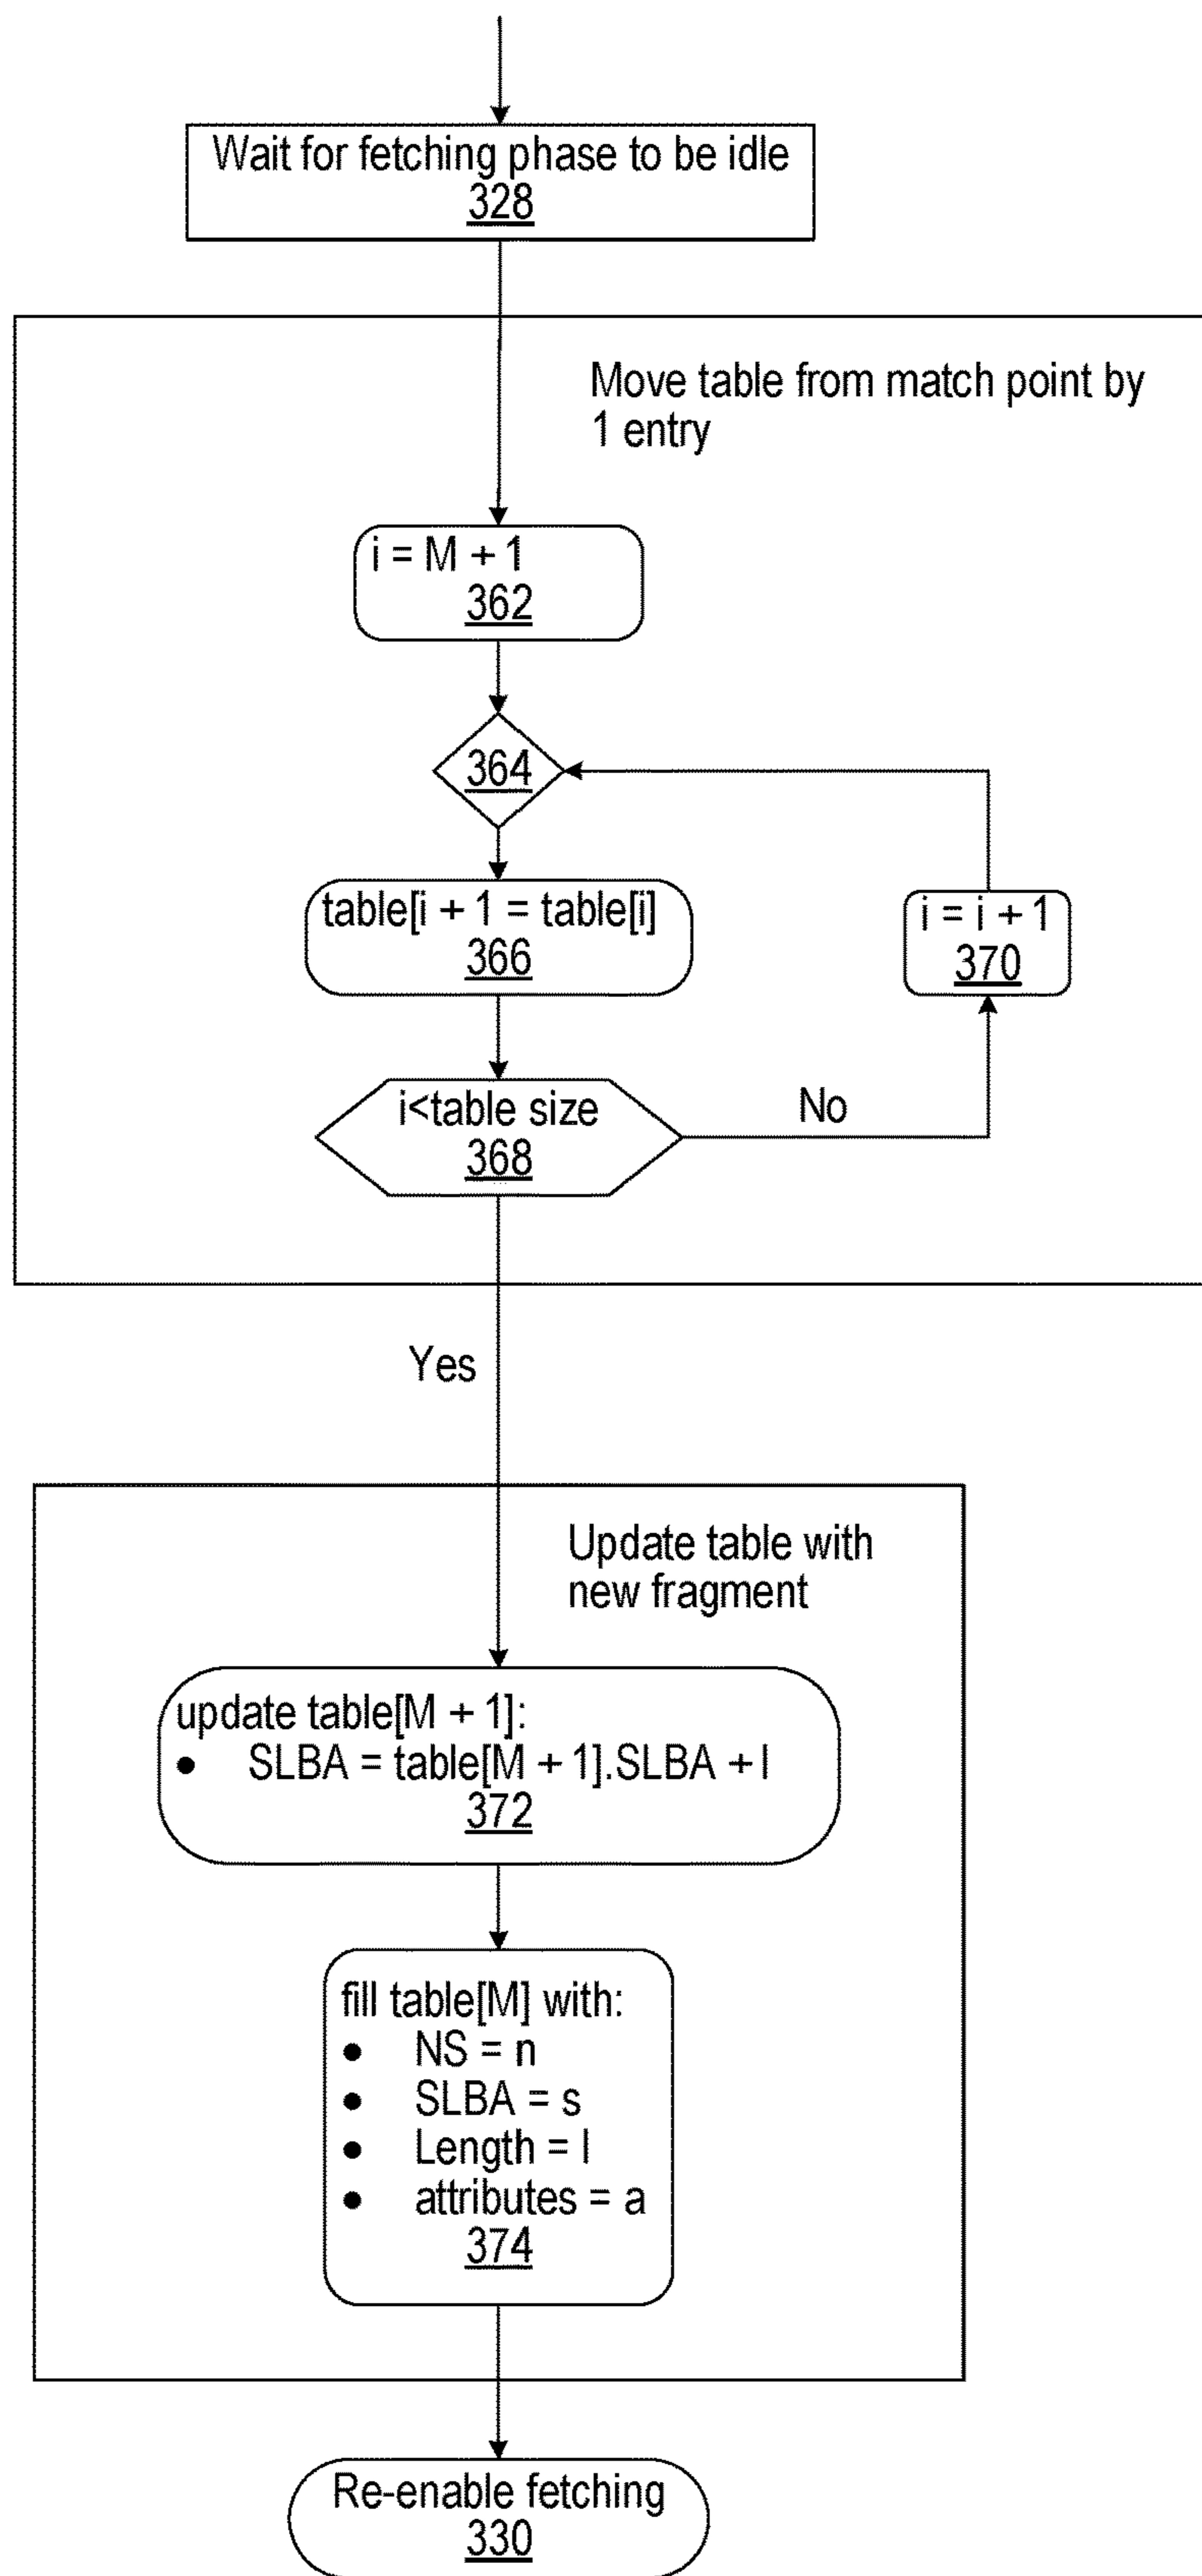 Wait for fetching phase to be idle
328
Move table from match point by
1 entry
i = M + 1
362
364
table[i + 1 = table[i]
366
i = i + 1
370
i<table size
368
No
Yes
Update table with
new fragment
update table[M + 1]:
● SLBA = table[M + 1].SLBA + l
372
fill table[M] with:
● NS = n
● SLBA = s
● Length = l
● attributes = a
374
Re-enable fetching
330